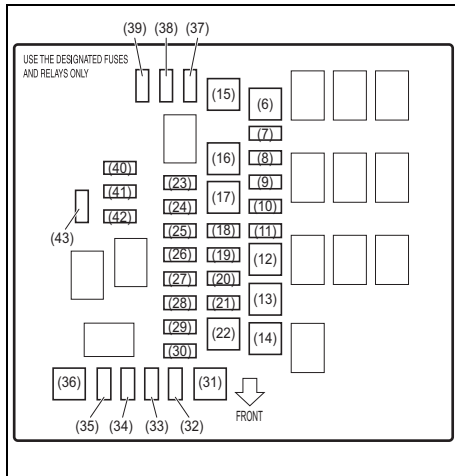 (39) (38) (37)
USE THE DESIGNATED FUSES
AND RELAYS ONLY
(15)
(6)
(7)
(16) (8)
(40)
(23) (9)
(41)
(17)
(24) (10)
(42)
(43)
(25) (18) (11)
(26) (19) (12)
(27) (20)
(28) (21) (13)
(29)
(22) (14)
(30)
(36) (31)
(35) (34) (33) (32)
FRONT